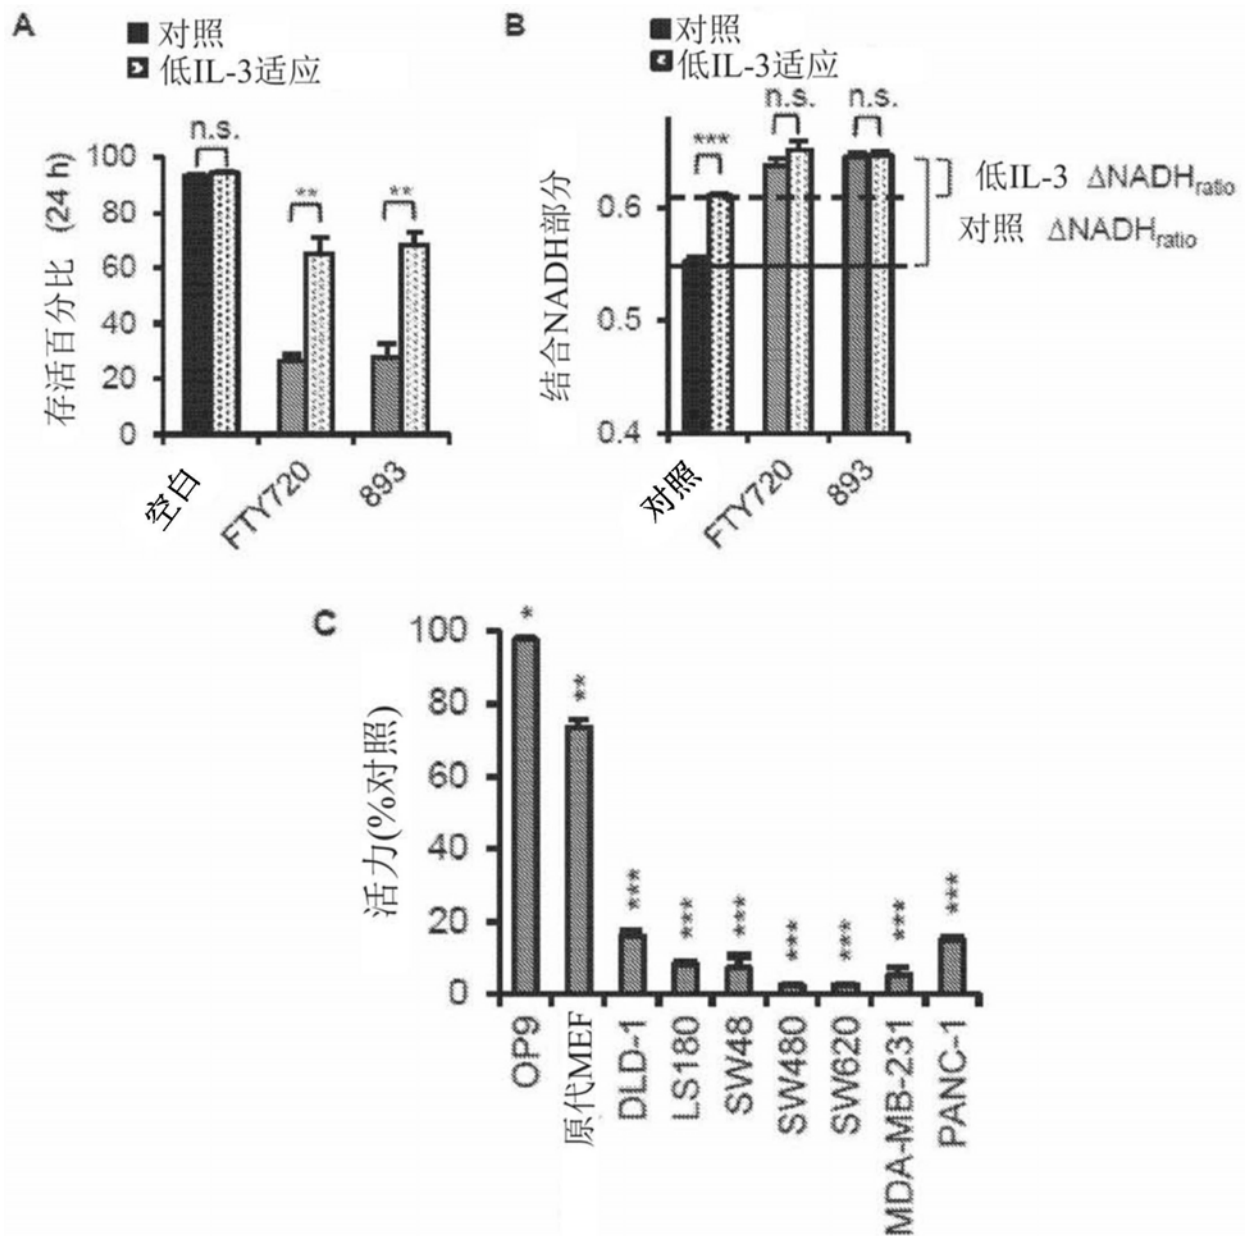 A
对照
低IL-3适应
n.s.
**
**
存活百分比 (24 h)
100
80
60
40
20
0
空白
FTY720
893
B
对照
低IL-3适应
n.s.
n.s.
***
结合NADH部分
0.6
0.5
0.4
低IL-3 ΔNADHratio
对照 ΔNADHratio
对照
FTY720
893
C
活力(%对照)
100
80
60
40
20
0
*
**
***
***
***
***
***
***
***
OP9
原代MEF
DLD-1
LS180
SW48
SW480
SW620
MDA-MB-231
PANC-1